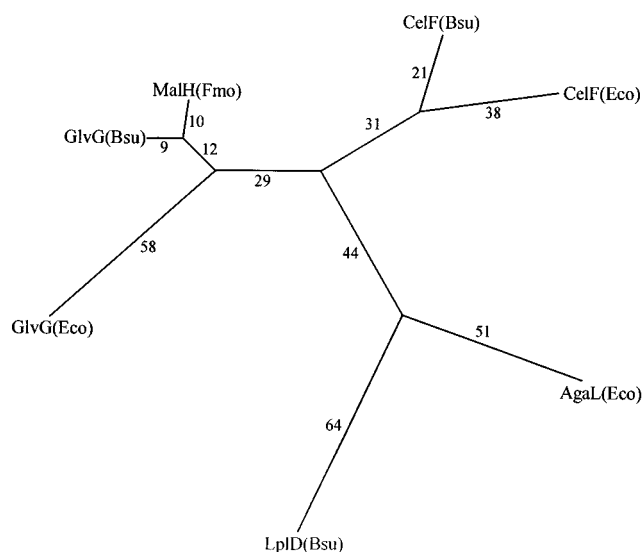 CelF(Bsu)
21
CelF(Eco)
MalH(Fmo)
10
38
GlvG(Bsu)
9
12
31
29
58
44
GlvG(Eco)
51
AgaL(Eco)
64
LplD(Bsu)